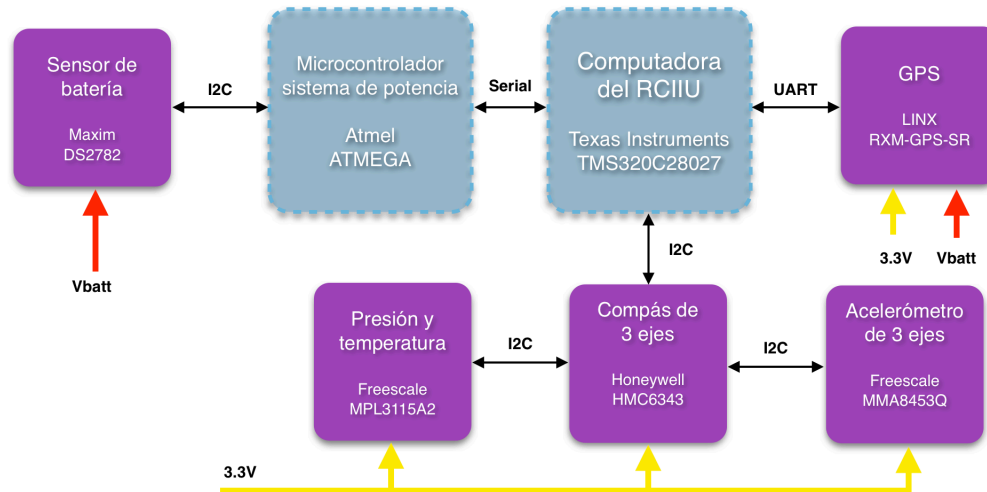 Sensor de
batería
Maxim
DS2782
I2C
Microcontrolador
sistema de potencia
Atmel
ATMEGA
Serial
Computadora
del RCIIU
Texas Instruments
TMS320C28027
UART
GPS
LINX
RXM-GPS-SR
Vbatt
3.3V
Vbatt
I2C
Presión y
temperatura
Freescale
MPL3115A2
I2C
Compás de
3 ejes
Honeywell
HMC6343
I2C
Acelerómetro
de 3 ejes
Freescale
MMA8453Q
3.3V